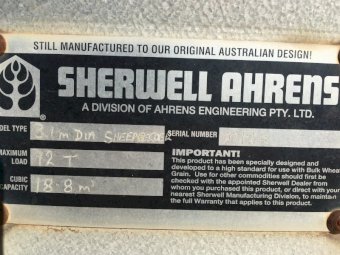 STILL MANUFACTURED TO OUR ORIGINAL AUSTRALIAN DESIGN!
SHERWELL AHRENS
®
A DIVISION OF AHRENS ENGINEERING PTY. LTD.
DEL TYPE 3.1m DIA SHEEPFEEDER SERIAL NUMBER
MAXIMUM
LOAD 12 T
CUBIC
CAPACITY 18.8 m³
IMPORTANT!
This product has been specially designed and
developed to a high standard for use with Bulk Wheat
Grain. Use for other commodities should first be
checked with the appointed Sherwell Dealer from
whom you purchased this product, or direct with your
nearest Sherwell Manufacturing Division, to maintain
the full Warranty that applies to this product.